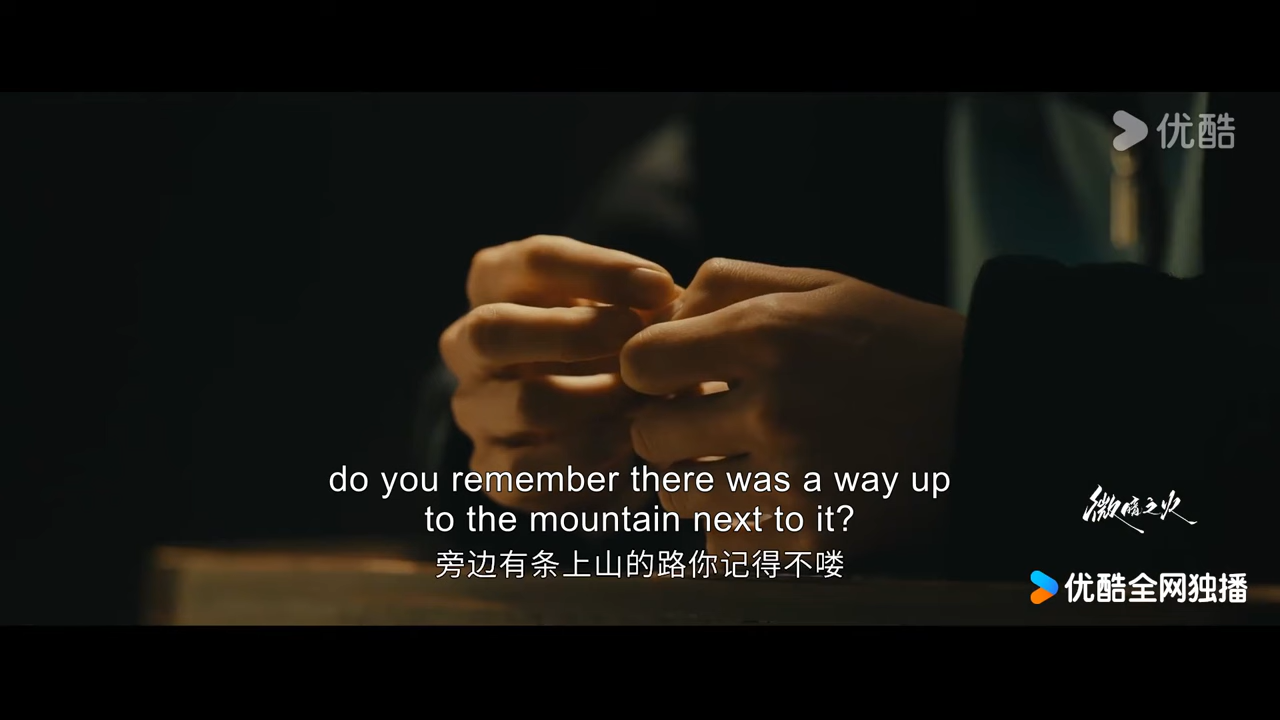 优酷
do you remember there was a way up
to the mountain next to it?
旁边有条上山的路你记得不喽
微暗之火
优酷全网独播